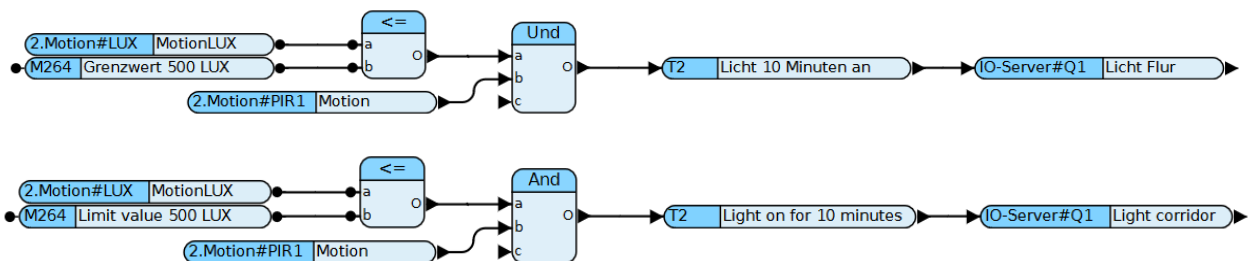 <=
Und
2.Motion#LUX MotionLUX
a
O
a
M264 Grenzwert 500 LUX
b
b
O
T2 Licht 10 Minuten an
IO-Server#Q1 Licht Flur
2.Motion#PIR1 Motion
c
<=
And
2.Motion#LUX MotionLUX
a
O
a
M264 Limit value 500 LUX
b
b
O
T2 Light on for 10 minutes
IO-Server#Q1 Light corridor
2.Motion#PIR1 Motion
c